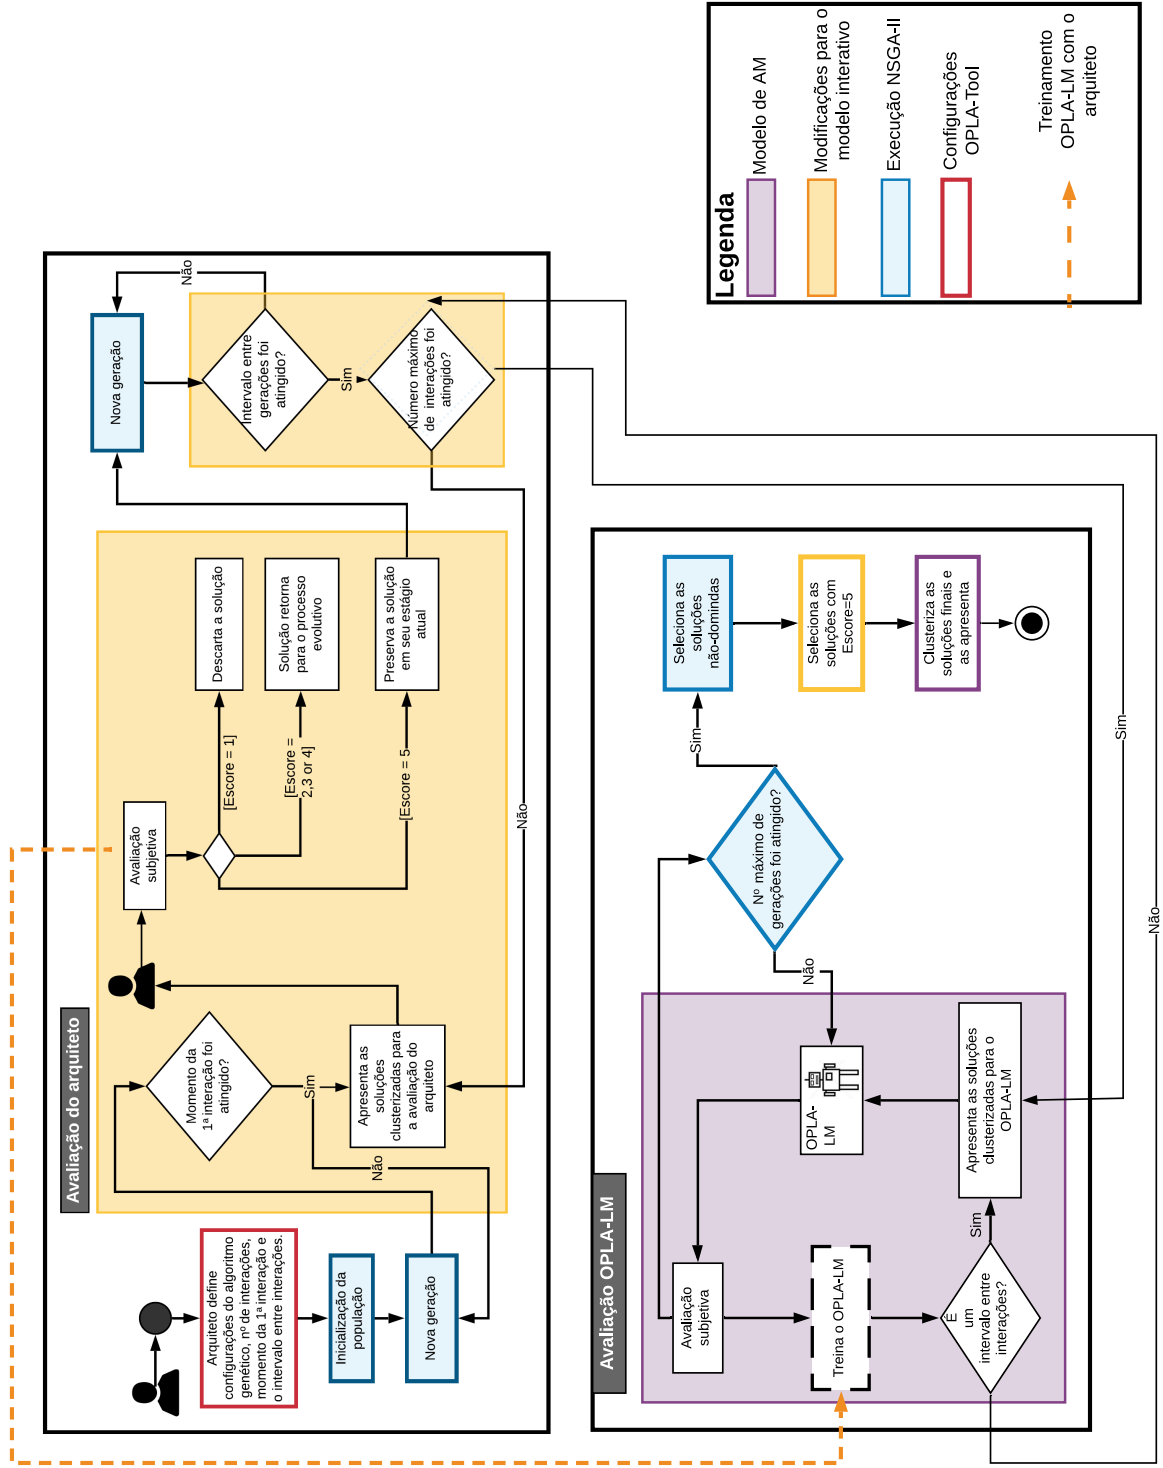 Avaliação do arquiteto
Arquiteto define
configurações do algoritmo
genético, nº de interações,
momento da 1ª interação e
o intervalo entre interações.
Inicialização da
população
Nova geração
Momento da
1ª interação foi
atingido?
Sim
Não
Apresenta as
soluções
clusterizadas para
a avaliação do
arquiteto
Avaliação
subjetiva
[Escore = 1]
[Escore =
2,3 or 4]
[Escore = 5
Descarta a solução
Solução retorna
para o processo
evolutivo
Preserva a solução
em seu estágio
atual
Nova geração
Não
Intervalo entre
gerações foi
atingido?
Sim
Número máximo
de interações foi
atingido?
Não
Avaliação OPLA-LM
Avaliação
subjetiva
Treina o OPLA-LM
É
um
intervalo entre
interações?
Sim
Apresenta as soluções
clusterizadas para o
OPLA-LM
OPLA-
LM
Não
Nº máximo de
gerações foi atingido?
Sim
Seleciona as
soluções
não-domindas
Seleciona as
soluções com
Escore=5
Clusteriza as
soluções finais e
as apresenta
Sim
Não
Legenda
Modelo de AM
Modificações para o
modelo interativo
Execução NSGA-II
Configurações
OPLA-Tool
Treinamento
OPLA-LM com o
arquiteto